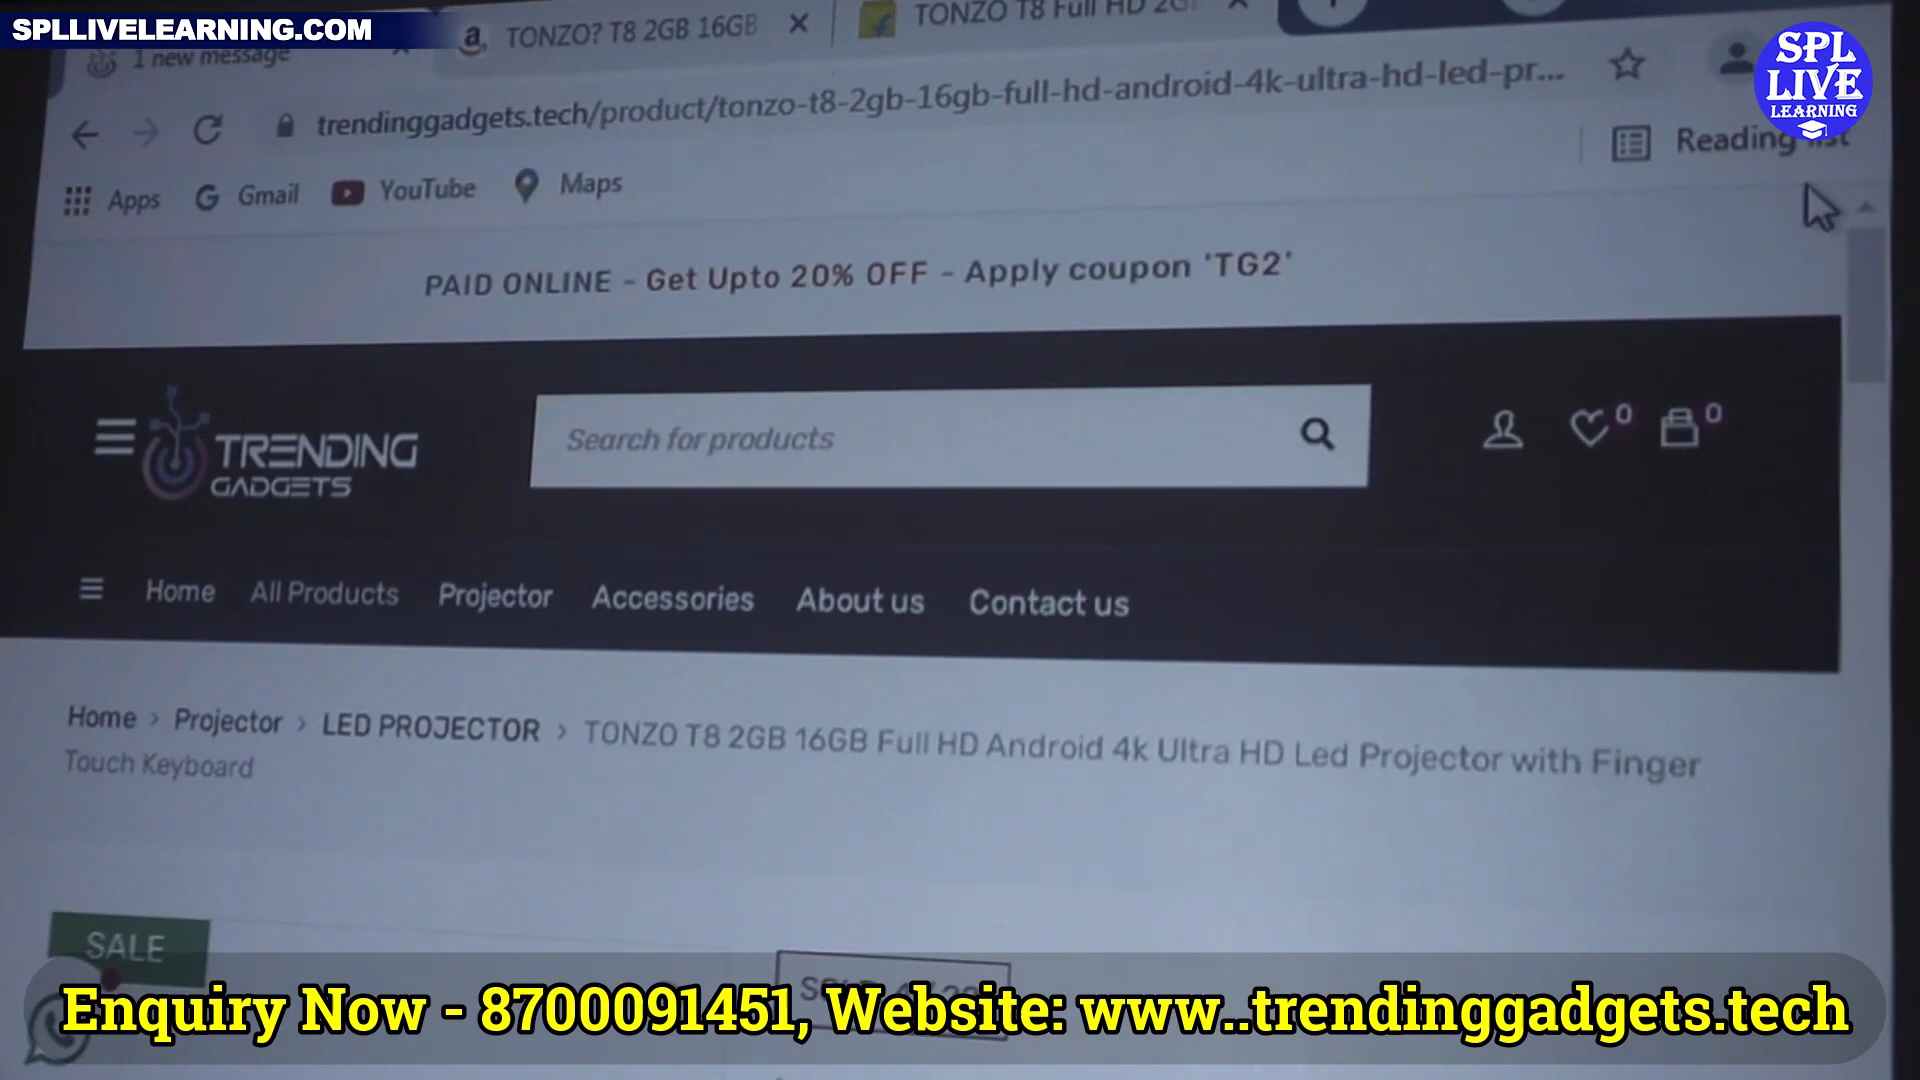 SPLLIVELEARNING.COM
1 new message
a TONZO? T8 2GB 16GB
TONZO T8 Full HD
SPL
LIVE
LEARNING
trendinggadgets.tech/product/tonzo-t8-2gb-16gb-full-hd-android-4k-ultra-hd-led-pr...
Reading list
Apps
G Gmail
YouTube
Maps
PAID ONLINE - Get Upto 20% OFF - Apply coupon 'TG2'
TRENDING
GADGETS
Search for products
0
0
Home All Products Projector Accessories About us Contact us
Home > Projector > LED PROJECTOR > TONZO T8 2GB 16GB Full HD Android 4k Ultra HD Led Projector with Finger
Touch Keyboard
SALE
Enquiry Now - 8700091451, Website: www..trendinggadgets.tech